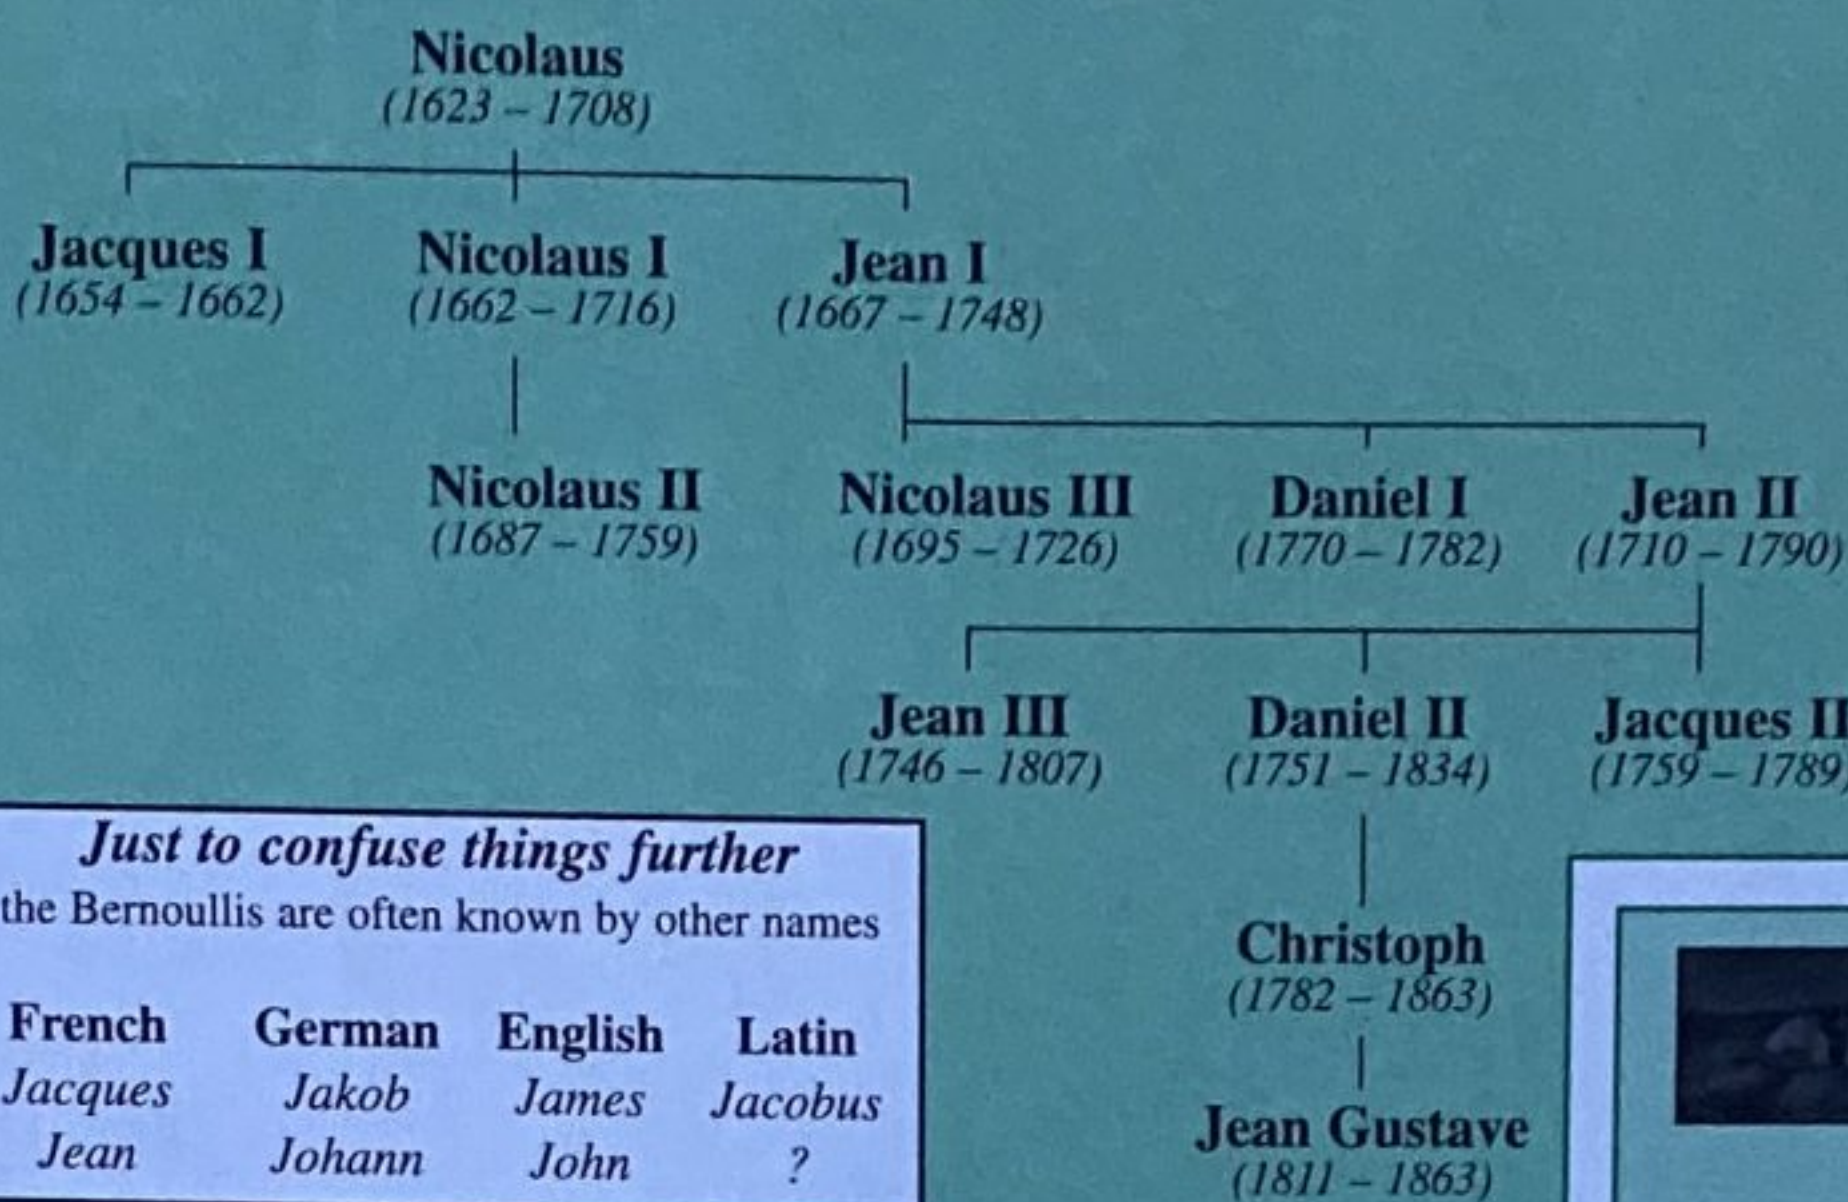 Nicolaus
(1623 – 1708)
Jacques I Nicolaus I Jean I
(1654 – 1662) (1662 – 1716) (1667 – 1748)
Nicolaus II Nicolaus III Daniel I Jean II
(1687 – 1759) (1695 – 1726) (1770 – 1782) (1710 – 1790)
Jean III Daniel II Jacques II
(1746 – 1807) (1751 – 1834) (1759 – 1789)
Christoph
(1782 – 1863)
Jean Gustave
(1811 – 1863)
Just to confuse things further
the Bernoullis are often known by other names
French German English Latin
Jacques Jakob James Jacobus
Jean Johann John ?